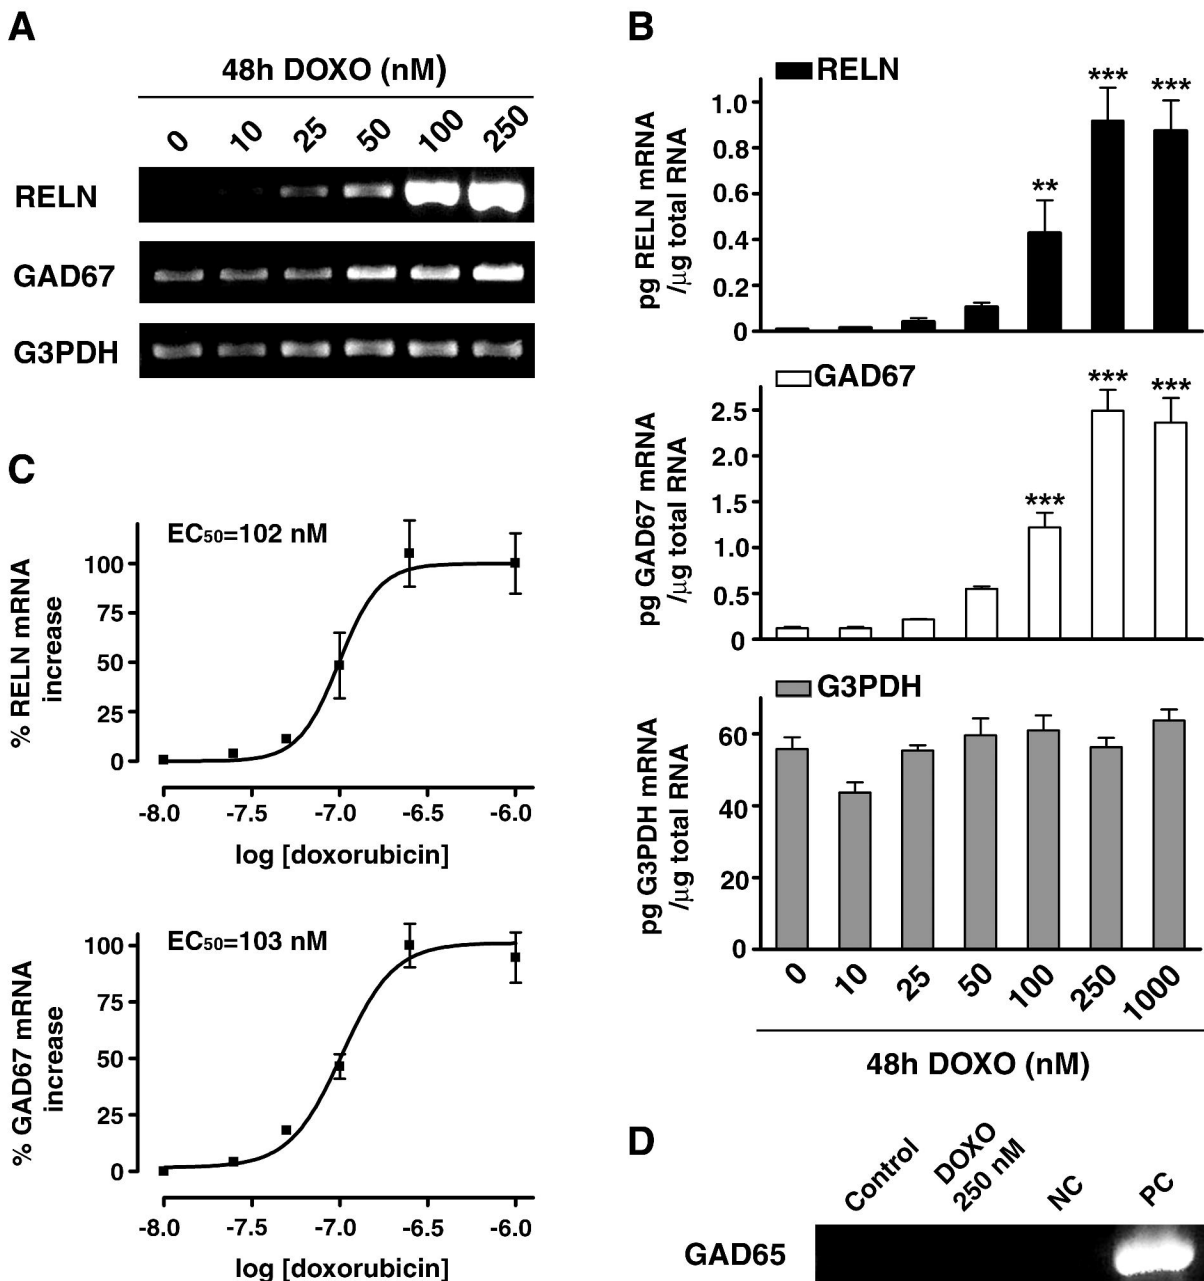 A
48h DOXO (nM)
0 10 25 50 100 250
RELN
GAD67
G3PDH
B
RELN
pg RELN mRNA
/µg total RNA
1.0
0.8
0.6
0.4
0.2
0
**
***
***
GAD67
pg GAD67 mRNA
/µg total RNA
2.5
2.0
1.5
1.0
0.5
0
***
***
***
G3PDH
pg G3PDH mRNA
/µg total RNA
60
40
20
0
0 10 25 50 100 250 1000
48h DOXO (nM)
C
EC50=102 nM
% RELN mRNA
increase
100
75
50
25
0
-8.0 -7.5 -7.0 -6.5 -6.0
log [doxorubicin]
EC50=103 nM
% GAD67 mRNA
increase
100
75
50
25
0
-8.0 -7.5 -7.0 -6.5 -6.0
log [doxorubicin]
D
Control
DOXO
250 nM
NC
PC
GAD65